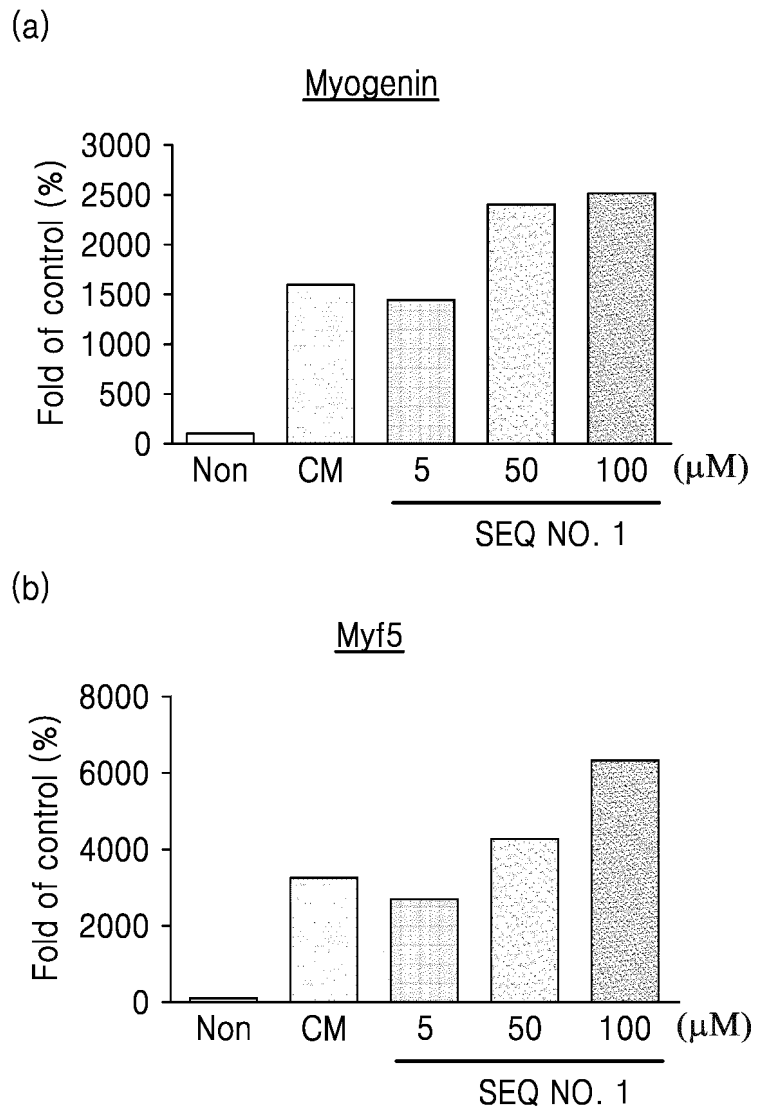 (a)
Myogenin
Fold of control (%)
3000
2500
2000
1500
1000
500
0
Non CM 5 50 100 (μM)
SEQ NO. 1
(b)
Myf5
Fold of control (%)
8000
6000
4000
2000
0
Non CM 5 50 100 (μM)
SEQ NO. 1